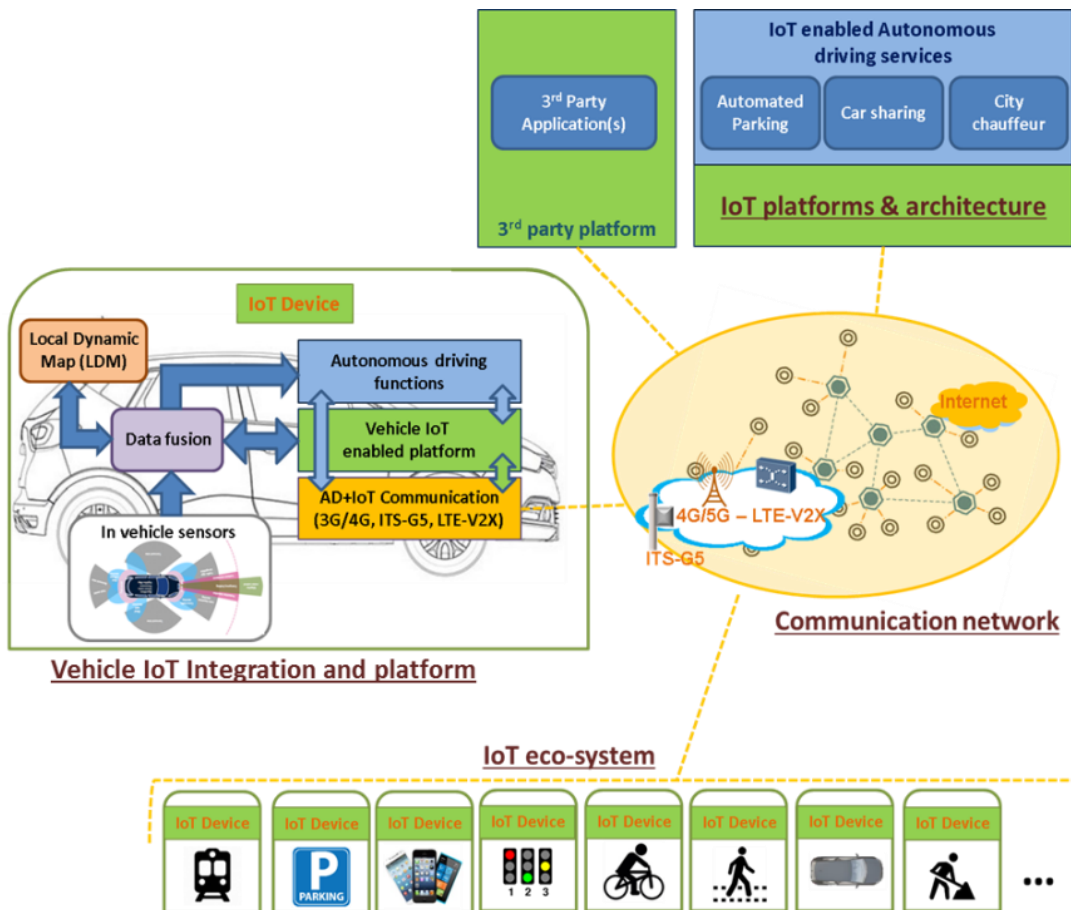 IoT enabled Autonomous
driving services
3rd Party
Application(s)
Automated
Parking
Car sharing
City
chauffeur
IoT platforms & architecture
3rd party platform
IoT Device
Local Dynamic
Map (LDM)
Autonomous driving
functions
Data fusion
Vehicle IoT
enabled platform
AD+IoT Communication
(3G/4G, ITS-G5, LTE-V2X)
In vehicle sensors
Internet
4G/5G – LTE-V2X
ITS-G5
Communication network
Vehicle IoT Integration and platform
IoT eco-system
IoT Device
IoT Device
IoT Device
IoT Device
IoT Device
IoT Device
IoT Device
IoT Device
P
PARKING
1 2 3
...